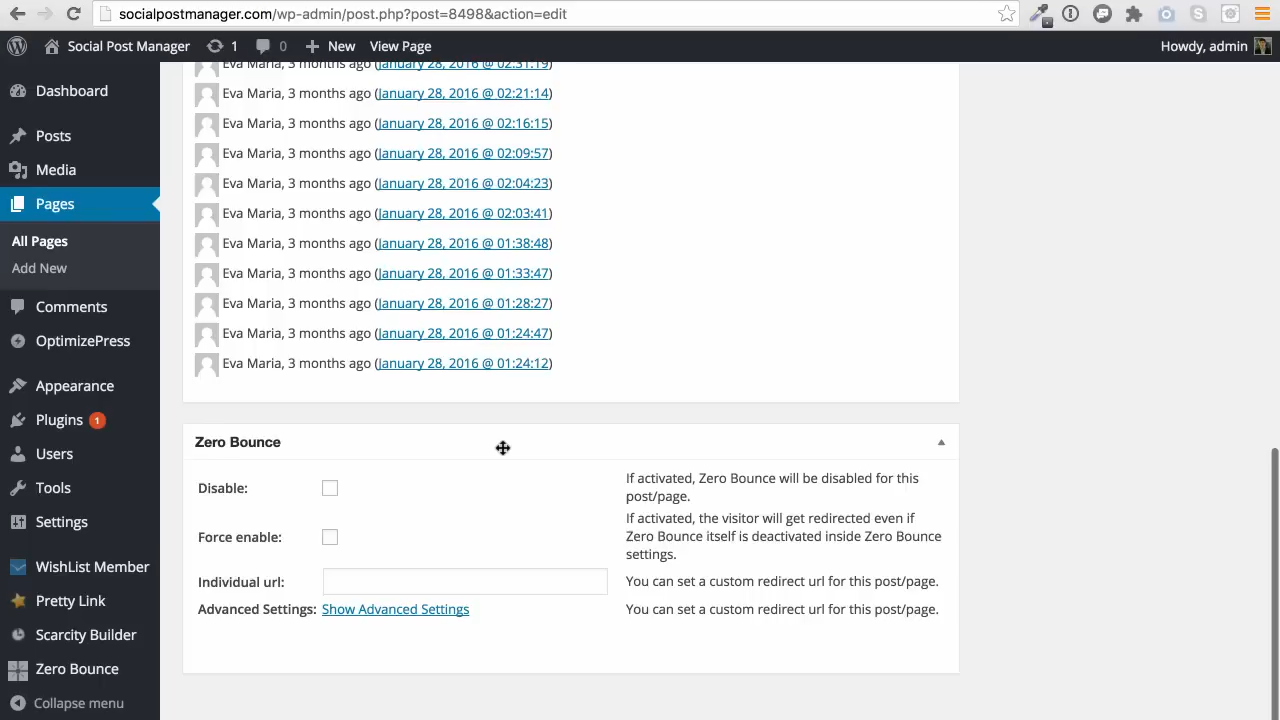 socialpostmanager.com/wp-admin/post.php?post=8498&action=edit
Social Post Manager 1 0 New View Page Howdy, admin
Dashboard
Posts
Media
Pages
All Pages
Add New
Comments
OptimizePress
Appearance
Plugins 1
Users
Tools
Settings
WishList Member
Pretty Link
Scarcity Builder
Zero Bounce
Collapse menu
Eva Maria, 3 months ago (January 28, 2016 @ 02:31:19)
Eva Maria, 3 months ago (January 28, 2016 @ 02:21:14)
Eva Maria, 3 months ago (January 28, 2016 @ 02:16:15)
Eva Maria, 3 months ago (January 28, 2016 @ 02:09:57)
Eva Maria, 3 months ago (January 28, 2016 @ 02:04:23)
Eva Maria, 3 months ago (January 28, 2016 @ 02:03:41)
Eva Maria, 3 months ago (January 28, 2016 @ 01:38:48)
Eva Maria, 3 months ago (January 28, 2016 @ 01:33:47)
Eva Maria, 3 months ago (January 28, 2016 @ 01:28:27)
Eva Maria, 3 months ago (January 28, 2016 @ 01:24:47)
Eva Maria, 3 months ago (January 28, 2016 @ 01:24:12)
Zero Bounce
Disable:
If activated, Zero Bounce will be disabled for this
post/page.
Force enable:
If activated, the visitor will get redirected even if
Zero Bounce itself is deactivated inside Zero Bounce
settings.
Individual url:
You can set a custom redirect url for this post/page.
Advanced Settings: Show Advanced Settings
You can set a custom redirect url for this post/page.